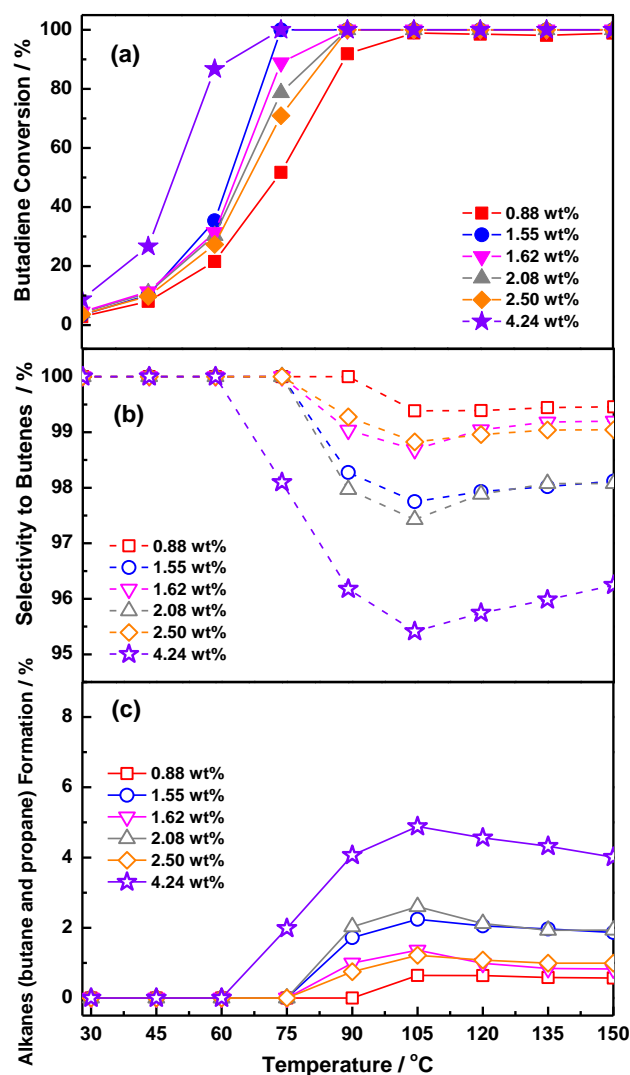 (a)
Butadiene Conversion / %
100
80
60
40
20
0
0.88 wt%
1.55 wt%
1.62 wt%
2.08 wt%
2.50 wt%
4.24 wt%
(b)
Selectivity to Butenes / %
100
99
98
97
96
95
0.88 wt%
1.55 wt%
1.62 wt%
2.08 wt%
2.50 wt%
4.24 wt%
(c)
Alkanes (butane and propane) Formation / %
8
6
4
2
0
0.88 wt%
1.55 wt%
1.62 wt%
2.08 wt%
2.50 wt%
4.24 wt%
30 45 60 75 90 105 120 135 150
Temperature / °C